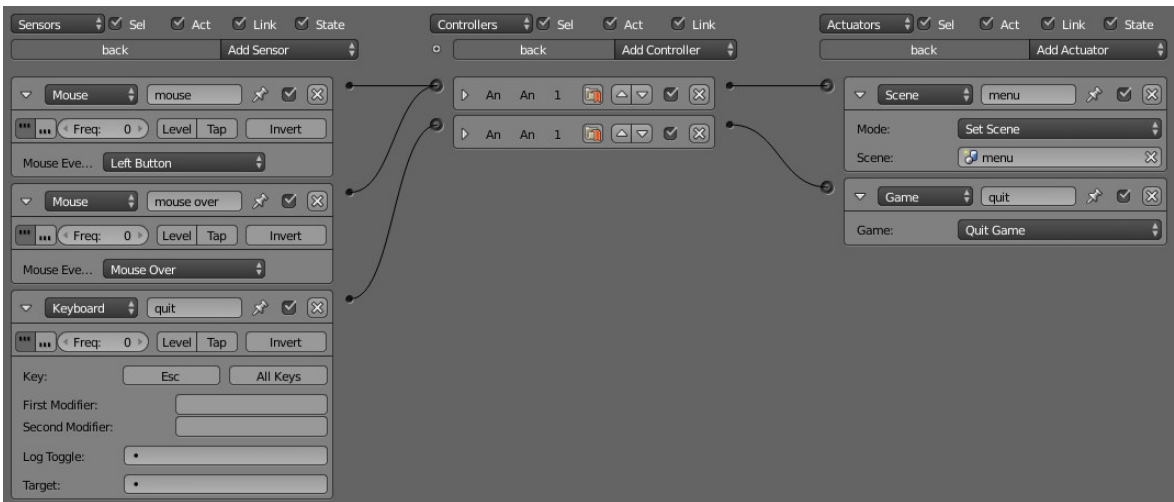 Sensors Sel Act Link State Controllers Sel Act Link Actuators Sel Act Link State
back Add Sensor back Add Controller back Add Actuator
Mouse mouse An An 1 Scene menu
Freq: 0 Level Tap Invert An An 1 Mode: Set Scene
Mouse Eve... Left Button Scene: menu
Mouse mouse over Game quit
Freq: 0 Level Tap Invert Game: Quit Game
Mouse Eve... Mouse Over
Keyboard quit
Freq: 0 Level Tap Invert
Key: Esc All Keys
First Modifier:
Second Modifier:
Log Toggle:
Target: